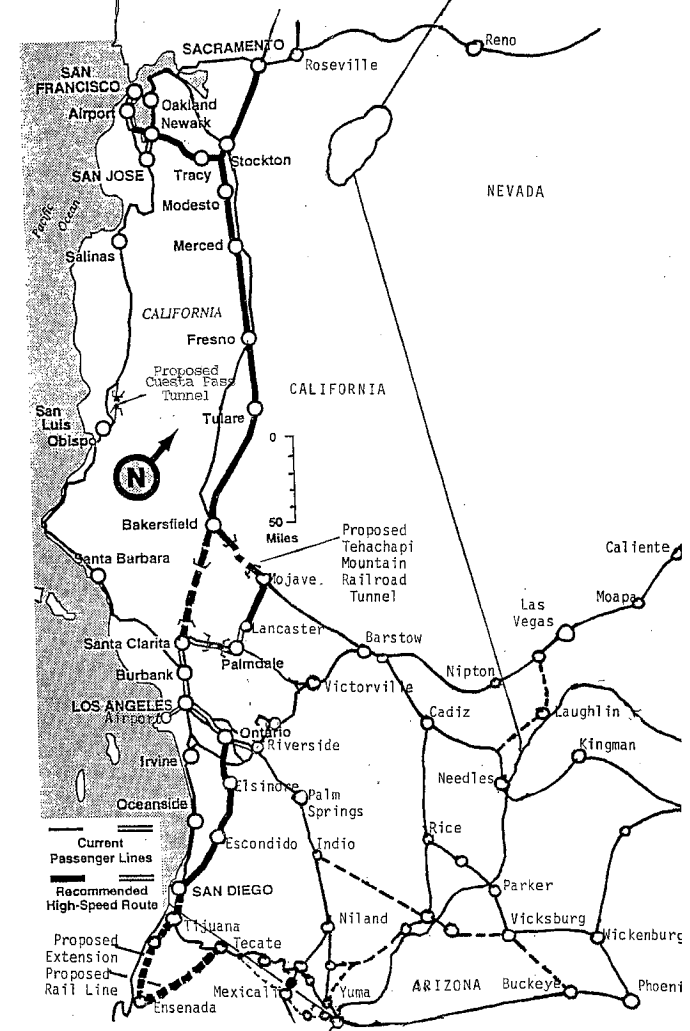 SACRAMENTO
Reno
Roseville
SAN
FRANCISCO
Airport
Oakland
Newark
Stockton
SAN JOSE
Tracy
Modesto
NEVADA
Pacific
Ocean
Salinas
Merced
CALIFORNIA
Fresno
Proposed
Cuesta Pass
Tunnel
CALIFORNIA
San
Luis
Obispo
Tulare
0
N
50
Miles
Bakersfield
Proposed
Tehachapi
Mountain
Railroad
Tunnel
Caliente
Santa Barbara
Mojave.
Moapa
Las
Vegas
Lancaster
Santa Clarita
Palmdale
Barstow
Burbank
Nipton
Victorville
LOS ANGELES
Airport
Cadiz
Laughlin
Ontario
Riverside
Kingman
Irvine
Needles
Elsinore
Palm
Springs
Oceanside
Rice
Escondido
Indio
Current
Passenger Lines
Recommended
High-Speed Route
SAN DIEGO
Parker
Tijuana
Niland
Vicksburg
Wickenburg
Proposed
Extension
Tecate
Proposed
Rail Line
Mexicali
Yuma
ARIZONA
Buckeye
Phoeni
Ensenada